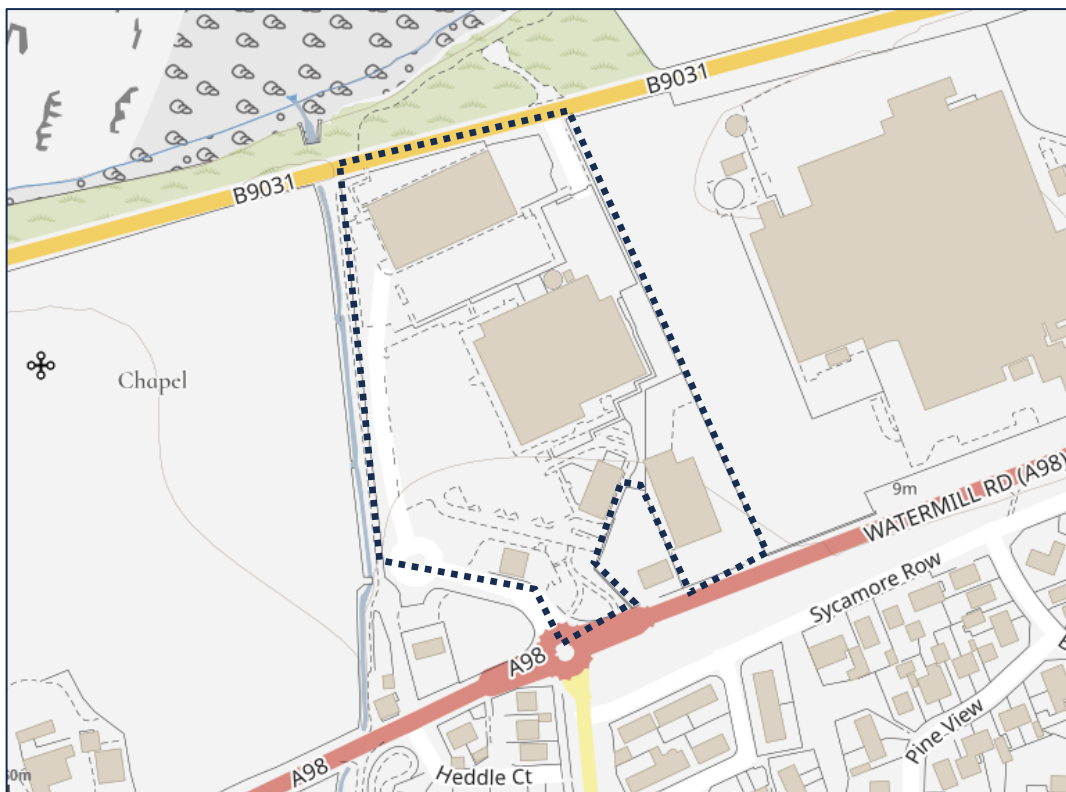 B9031
B9031
Chapel
9m
WATERMILL RD (A98)
Sycamore Row
A98
Pine View
A98
Heddle Ct